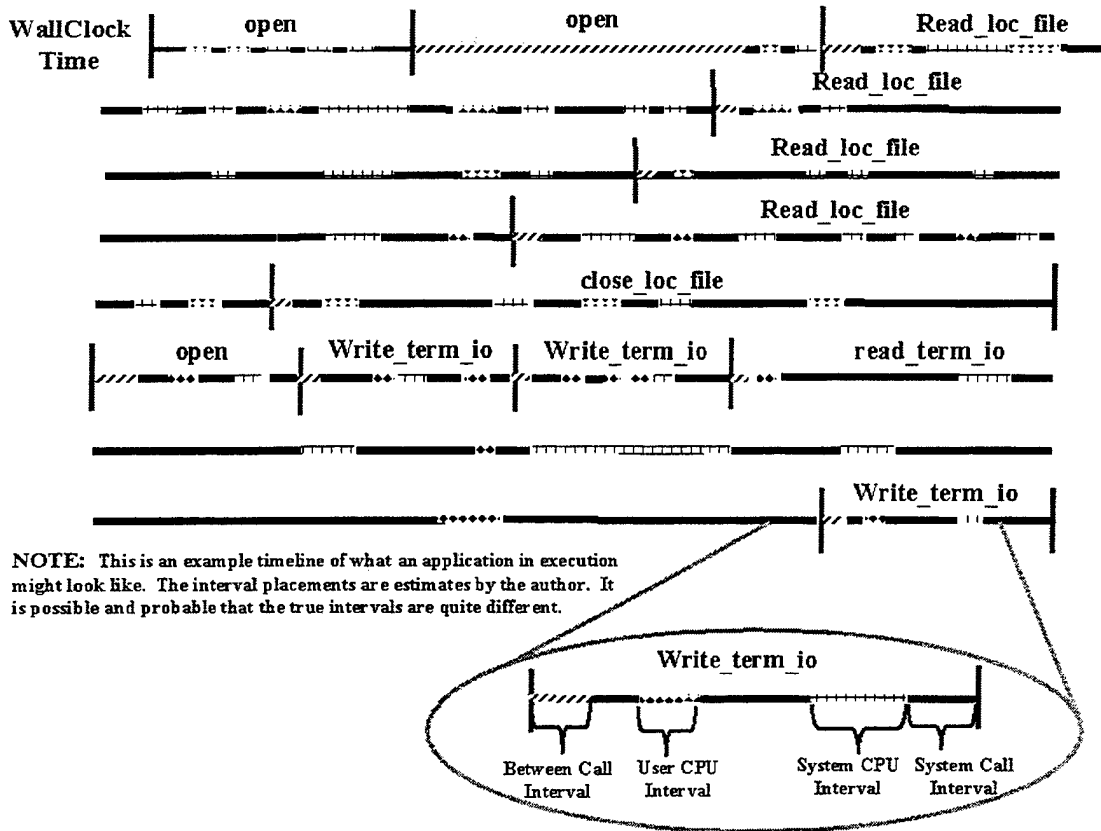 WallClock
Time
open
open
Read_loc_file
Read_loc_file
Read_loc_file
Read_loc_file
close_loc_file
open
Write_term_io
Write_term_io
read_term_io
Write_term_io
NOTE: This is an example timeline of what an application in execution
might look like. The interval placements are estimates by the author. It
is possible and probable that the true intervals are quite different.
Write_term_io
Between Call
Interval
User CPU
Interval
System CPU
Interval
System Call
Interval